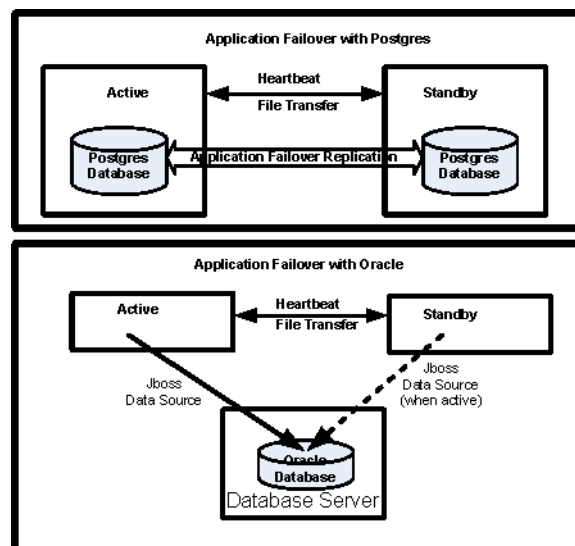 Application Failover with Postgres
Active
Heartbeat
File Transfer
Standby
Postgres
Database
Application Failover Replication
Postgres
Database
Application Failover with Oracle
Active
Heartbeat
File Transfer
Standby
Jboss
Data Source
Jboss
Data Source
(when active)
Oracle
Database
Database Server